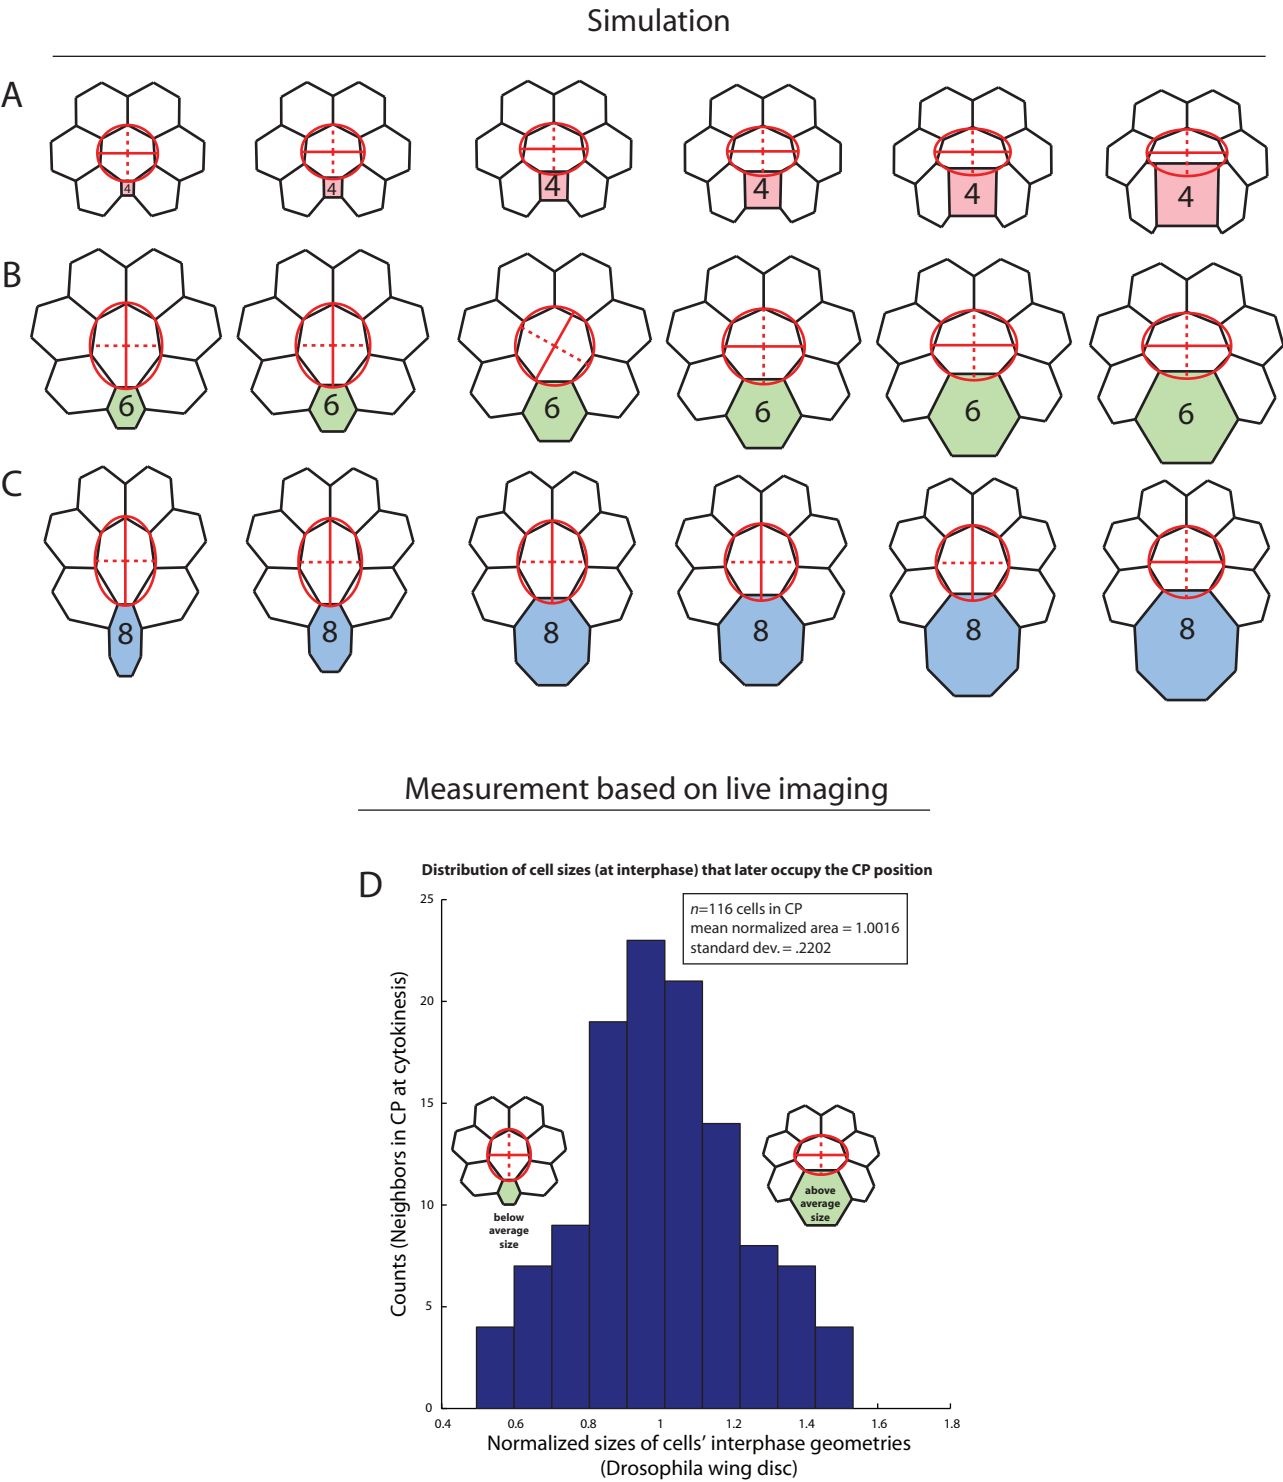 Simulation
A
4 4 4 4 4 4
B
6 6 6 6 6 6
C
8 8 8 8 8 8
Measurement based on live imaging
D
Distribution of cell sizes (at interphase) that later occupy the CP position
n=116 cells in CP
mean normalized area = 1.0016
standard dev. = .2202
Counts (Neighbors in CP at cytokinesis)
25
20
15
10
5
0
below
average
size
above
average
size
0.4 0.6 0.8 1 1.2 1.4 1.6 1.8
Normalized sizes of cells' interphase geometries
(Drosophila wing disc)